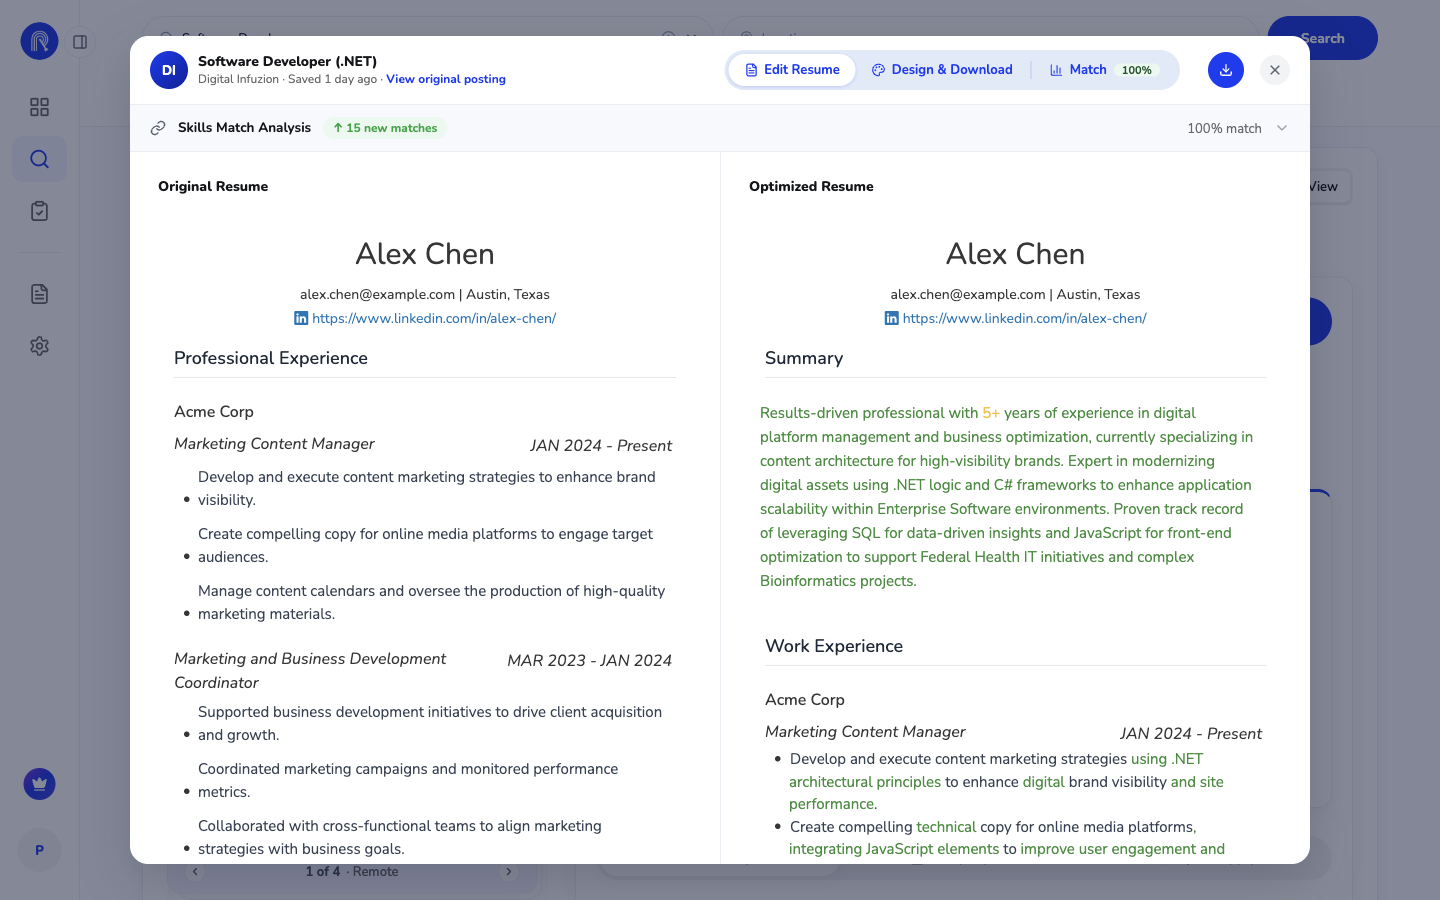 Search
DI
Software Developer (.NET)
Digital Infuzion · Saved 1 day ago · View original posting
Edit Resume
Design & Download
Match
100%
Skills Match Analysis
↑ 15 new matches
100% match
View
Original Resume
Alex Chen
alex.chen@example.com | Austin, Texas
https://www.linkedin.com/in/alex-chen/
Professional Experience
Acme Corp
Marketing Content Manager
JAN 2024 - Present
Develop and execute content marketing strategies to enhance brand
• visibility.
Create compelling copy for online media platforms to engage target
• audiences.
Manage content calendars and oversee the production of high-quality
• marketing materials.
Marketing and Business Development
Coordinator
MAR 2023 - JAN 2024
Supported business development initiatives to drive client acquisition
• and growth.
Coordinated marketing campaigns and monitored performance
• metrics.
Collaborated with cross-functional teams to align marketing
• strategies with business goals.
Optimized Resume
Alex Chen
alex.chen@example.com | Austin, Texas
https://www.linkedin.com/in/alex-chen/
Summary
Results-driven professional with 5+ years of experience in digital
platform management and business optimization, currently specializing in
content architecture for high-visibility brands. Expert in modernizing
digital assets using .NET logic and C# frameworks to enhance application
scalability within Enterprise Software environments. Proven track record
of leveraging SQL for data-driven insights and JavaScript for front-end
optimization to support Federal Health IT initiatives and complex
Bioinformatics projects.
Work Experience
Acme Corp
Marketing Content Manager
JAN 2024 - Present
• Develop and execute content marketing strategies using .NET
architectural principles to enhance digital brand visibility and site
performance.
• Create compelling technical copy for online media platforms,
integrating JavaScript elements to improve user engagement and
P
1 of 4 · Remote